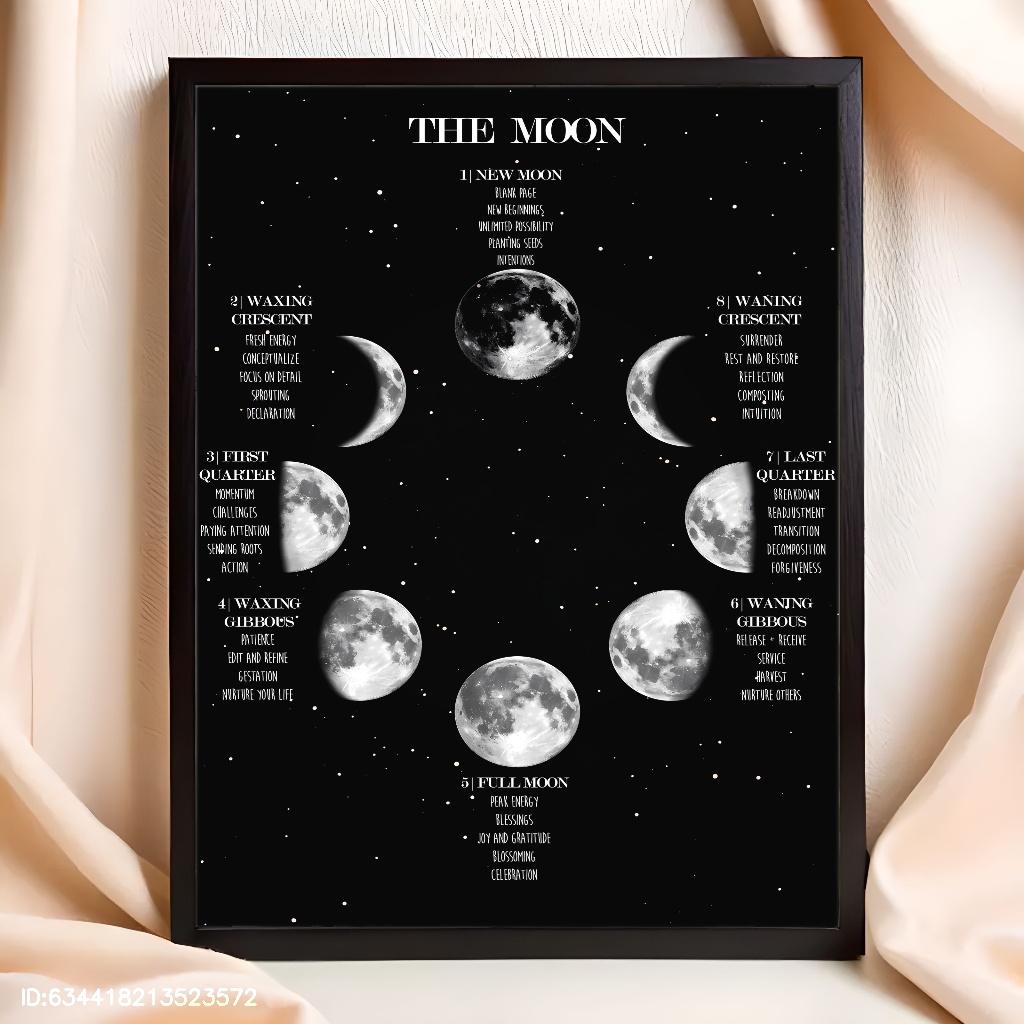 THE MOON
1| NEW MOON
BLANK PAGE
NEW BEGINNINGS
UNLIMITED POSSIBILITY
PLANTING SEEDS
INTENTIONS
2| WAXING
CRESCENT
FRESH ENERGY
CONCEPTUALIZE
FOCUS ON DETAIL
SPROUTING
DECLARATION
8| WANING
CRESCENT
SURRENDER
REST AND RESTORE
REFLECTION
COMPOSTING
INTUITION
3| FIRST
QUARTER
MOMENTUM
CHALLENGES
PAYING ATTENTION
SENDING ROOTS
ACTION
7| LAST
QUARTER
BREAKDOWN
READJUSTMENT
TRANSITION
DECOMPOSITION
FORGIVENESS
4| WAXING
GIBBOUS
PATIENCE
EDIT AND REFINE
GESTATION
NURTURE YOUR LIFE
6| WANING
GIBBOUS
RELEASE + RECEIVE
SERVICE
HARVEST
NURTURE OTHERS
5| FULL MOON
PEAK ENERGY
BLESSINGS
JOY AND GRATITUDE
BLOSSOMING
CELEBRATION
ID:634418213523572